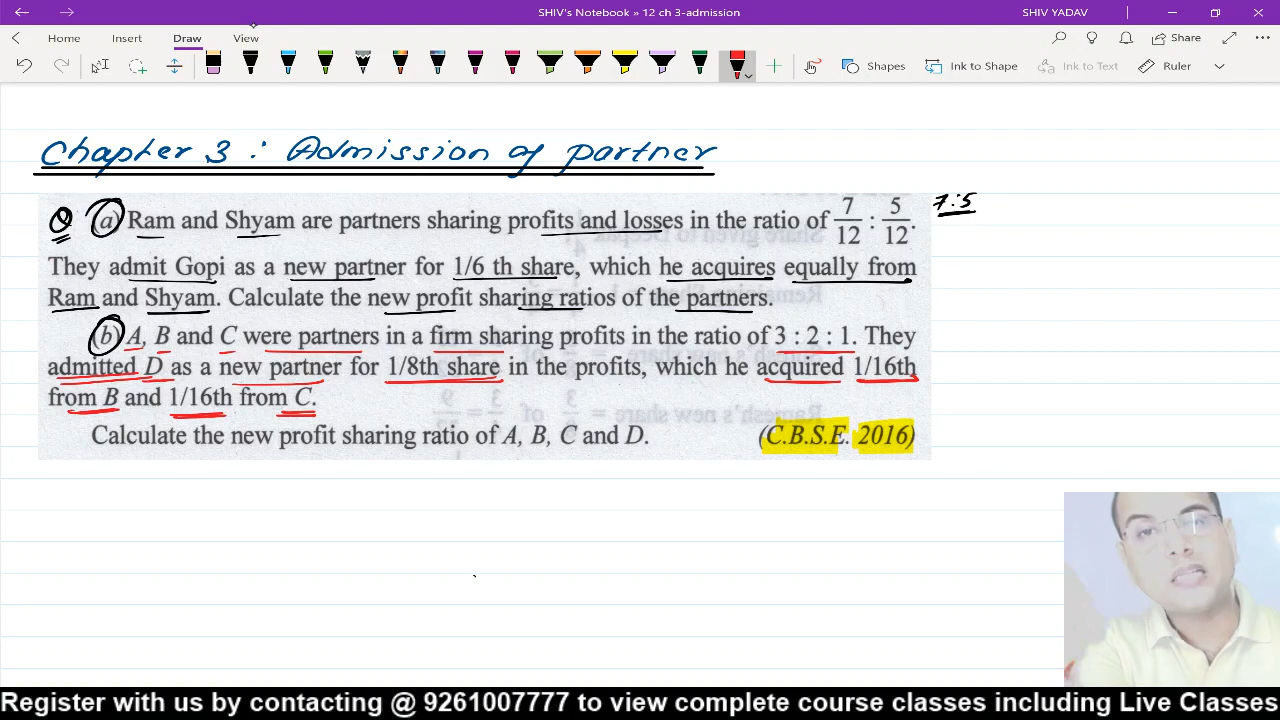 SHIV's Notebook » 12 ch 3-admission
SHIV YADAV
Home Insert Draw View
Share
Shapes Ink to Shape Ink to Text Ruler
Chapter 3 : Admission of partner
Q (a) Ram and Shyam are partners sharing profits and losses in the ratio of 7/12 : 5/12. 7:5
They admit Gopi as a new partner for 1/6 th share, which he acquires equally from
Ram and Shyam. Calculate the new profit sharing ratios of the partners.
(b) A, B and C were partners in a firm sharing profits in the ratio of 3 : 2 : 1. They
admitted D as a new partner for 1/8th share in the profits, which he acquired 1/16th
from B and 1/16th from C.
Calculate the new profit sharing ratio of A, B, C and D. (C.B.S.E. 2016)
Register with us by contacting @ 9261007777 to view complete course classes including Live Classes